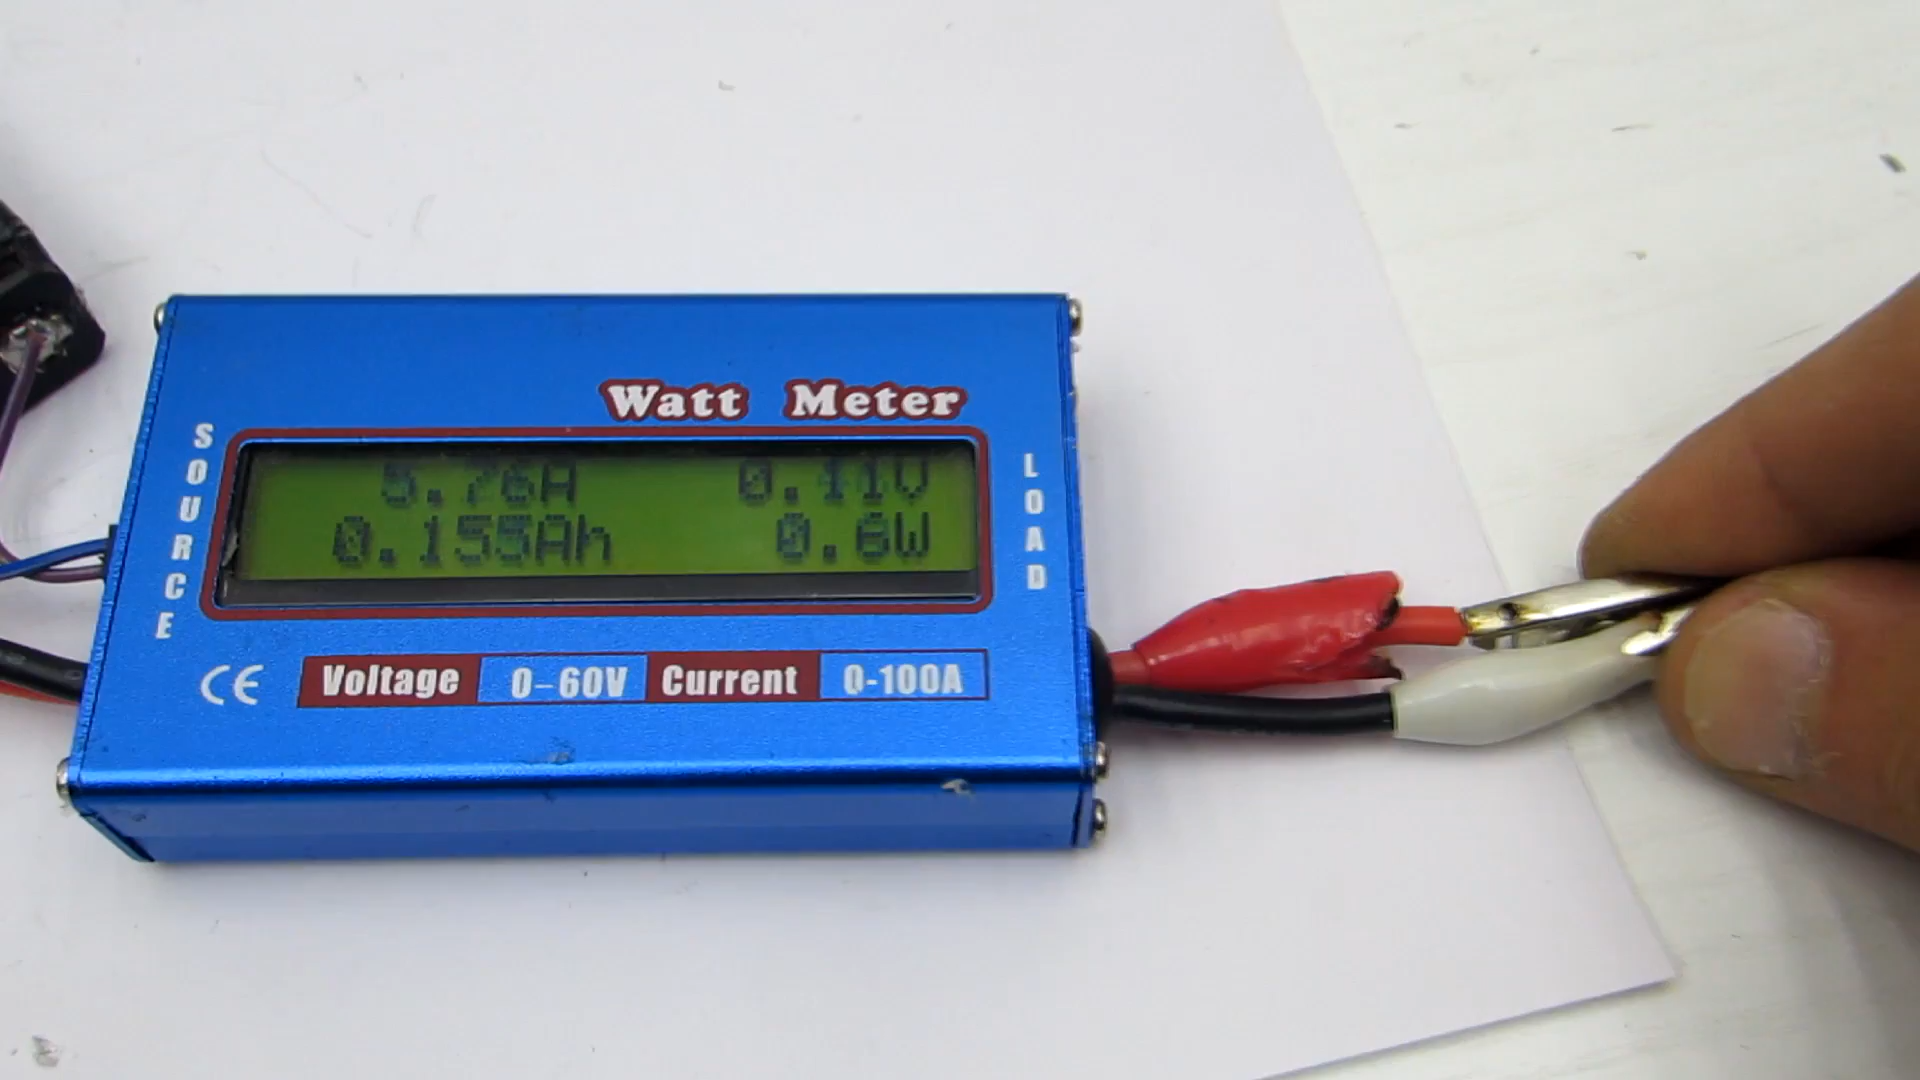 Watt Meter
SOURCE
5.76A 0.11V
0.155Ah 0.6W
LOAD
CE Voltage 0-60V Current 0-100A